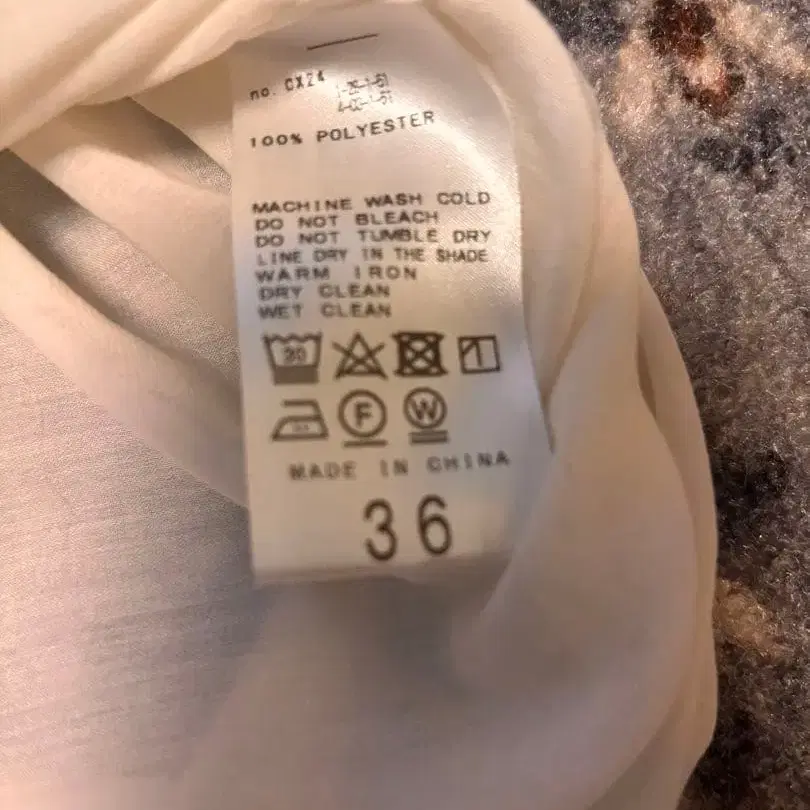 no. CX24
100% POLYESTER
MACHINE WASH COLD
DO NOT BLEACH
DO NOT TUMBLE DRY
LINE DRY IN THE SHADE
WARM IRON
DRY CLEAN
WET CLEAN
30
F W
MADE IN CHINA
36